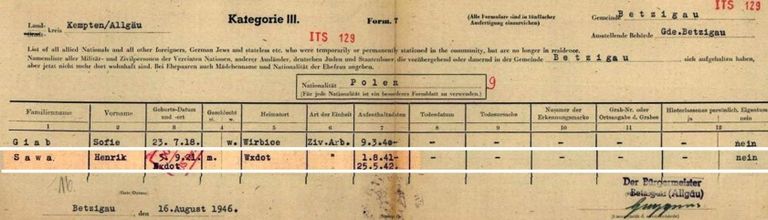 ITS 129
Land-kreis Kempten/Allgäu
Kategorie III.
Form. 7
ITS 129
(Alle Formulare sind in fünffacher Ausfertigung einzureichen)
Gemeinde Betzigau
Ausstellende Behörde Gde.Betzigau
List of all allied Nationals and all other foreigners, German Jews and stateless etc. who were temporarily or permanently stationed in the community, but are no longer in residence.
Namenliste aller Militär- und Zivilpersonen der Vereinten Nationen, anderer Ausländer, deutschen Juden und Staatenloser, die vorübergehend oder dauernd in der Gemeinde Betzigau sich aufgehalten haben,
aber jetzt nicht mehr dort wohnhaft sind. Bei Ehepaaren auch Mädchenname und Nationalität der Ehefrau angeben.
Nationalität Polen 9
(Für jede Nationalität ist ein besonderes Formblatt zu verwenden.)
Familienname Vorname Geburts-Datum und -ort Geschlecht Heimatort Art der Einheit Aufenthaltsdaten Todesdatum Todesursache Nummer der Erkennungsmarke Grab-Nr. oder Ortsangabe d. Grabes Hinterlassenes persönlich. Eigentum
m. w. ja nein
1 2 3 4 5 6 7 8 9 10 11 12
Giab Sofie 23.7.18. w. Wirbice Ziv.Arb. 9.3.40- nein
Sawa Henrik 9.21. m. Wxdot " 1.8.41- nein
Wxdot 25.5.42.
Der Bürgermeister
Betzigau (Allgäu)
Betzigau, den 16.August 1946.